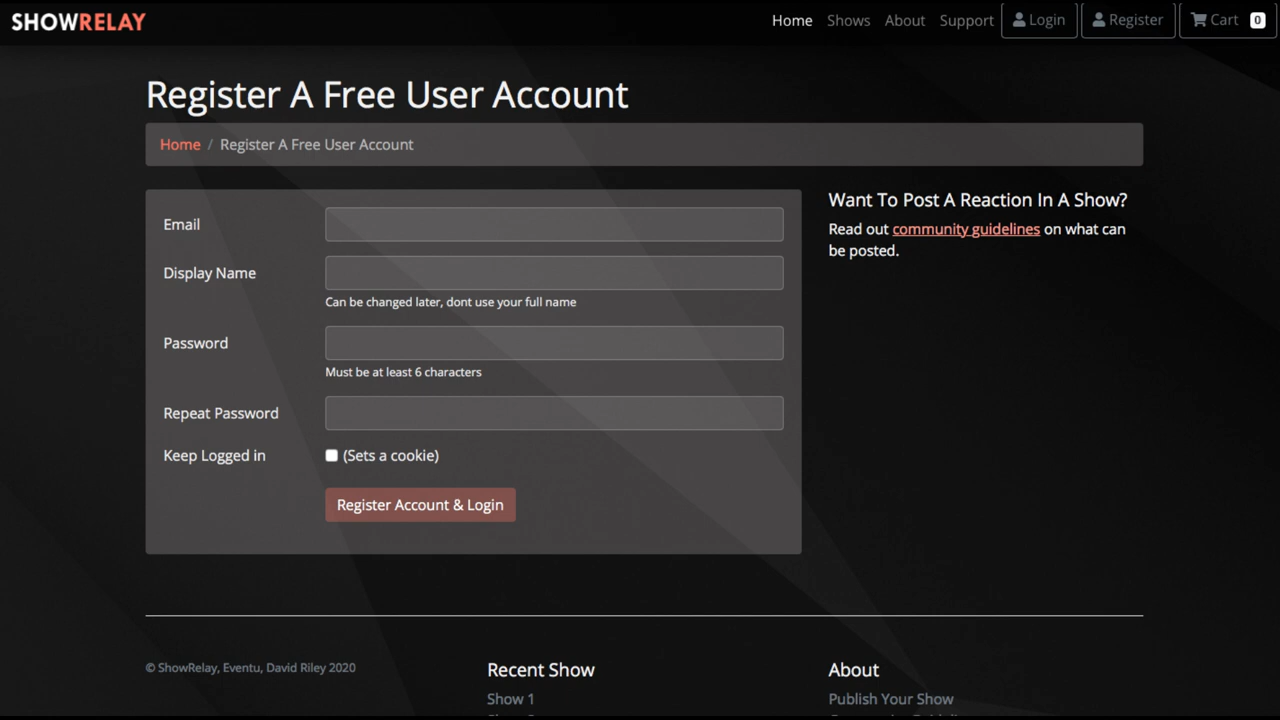 SHOWRELAY
Home Shows About Support Login Register Cart 0
Register A Free User Account
Home / Register A Free User Account
Email
Display Name
Can be changed later, dont use your full name
Password
Must be at least 6 characters
Repeat Password
Keep Logged in (Sets a cookie)
Register Account & Login
Want To Post A Reaction In A Show?
Read out community guidelines on what can
be posted.
© ShowRelay, Eventu, David Riley 2020
Recent Show
Show 1
About
Publish Your Show